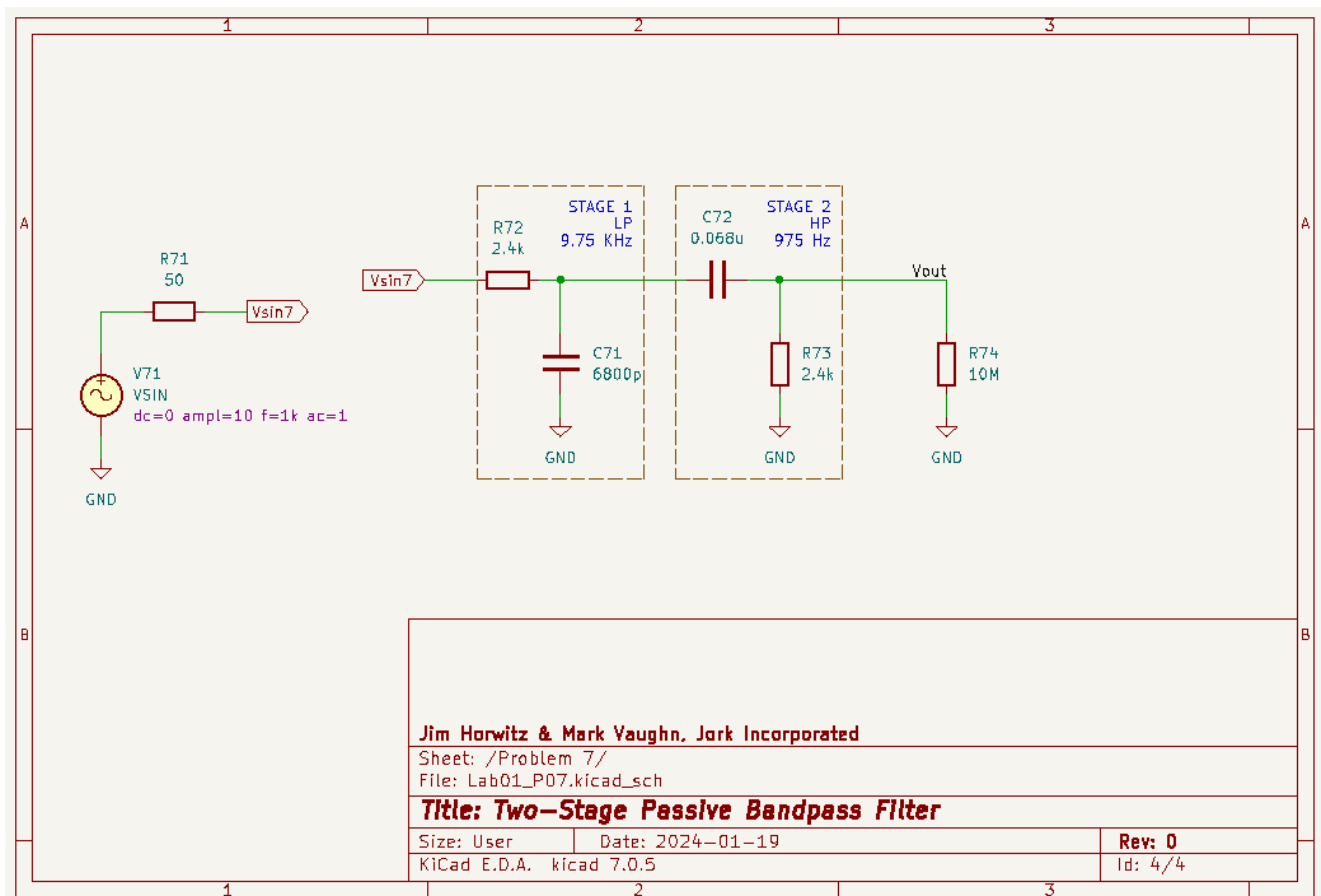 1 2 3
A A
STAGE 1
LP
9.75 KHz
STAGE 2
HP
975 Hz
R72
2.4k
C72
0.068u
R71
50
Vsin7
Vsin7
Vout
V71
VSIN
dc=0 ampl=10 f=1k ac=1
C71
6800p
R73
2.4k
R74
10M
GND
GND
GND
GND
B B
Jim Horwitz & Mark Vaughn, Jork Incorporated
Sheet: /Problem 7/
File: Lab01_P07.kicad_sch
Title: Two-Stage Passive Bandpass Filter
Size: User Date: 2024-01-19 Rev: 0
KiCad E.D.A. kicad 7.0.5 Id: 4/4
1 2 3